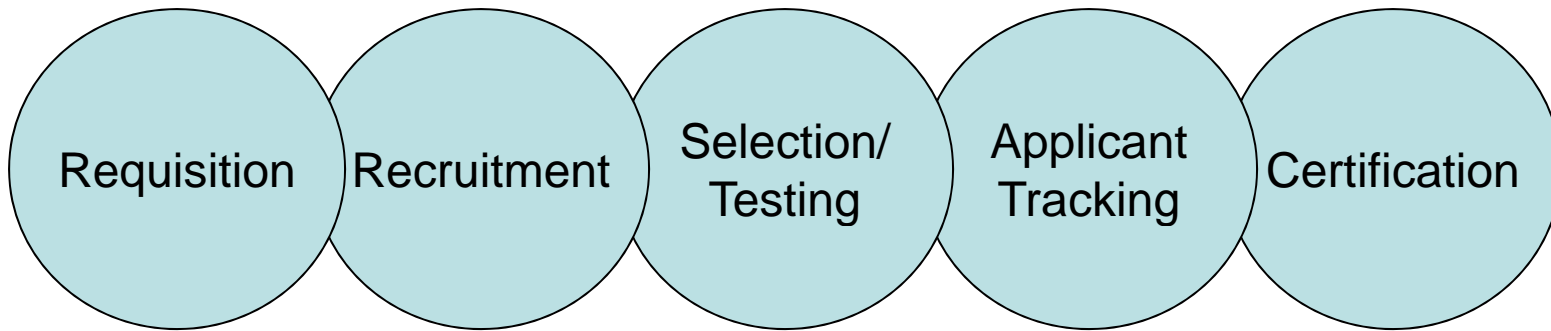 Requisition
Recruitment
Selection/
Testing
Applicant
Tracking
Certification